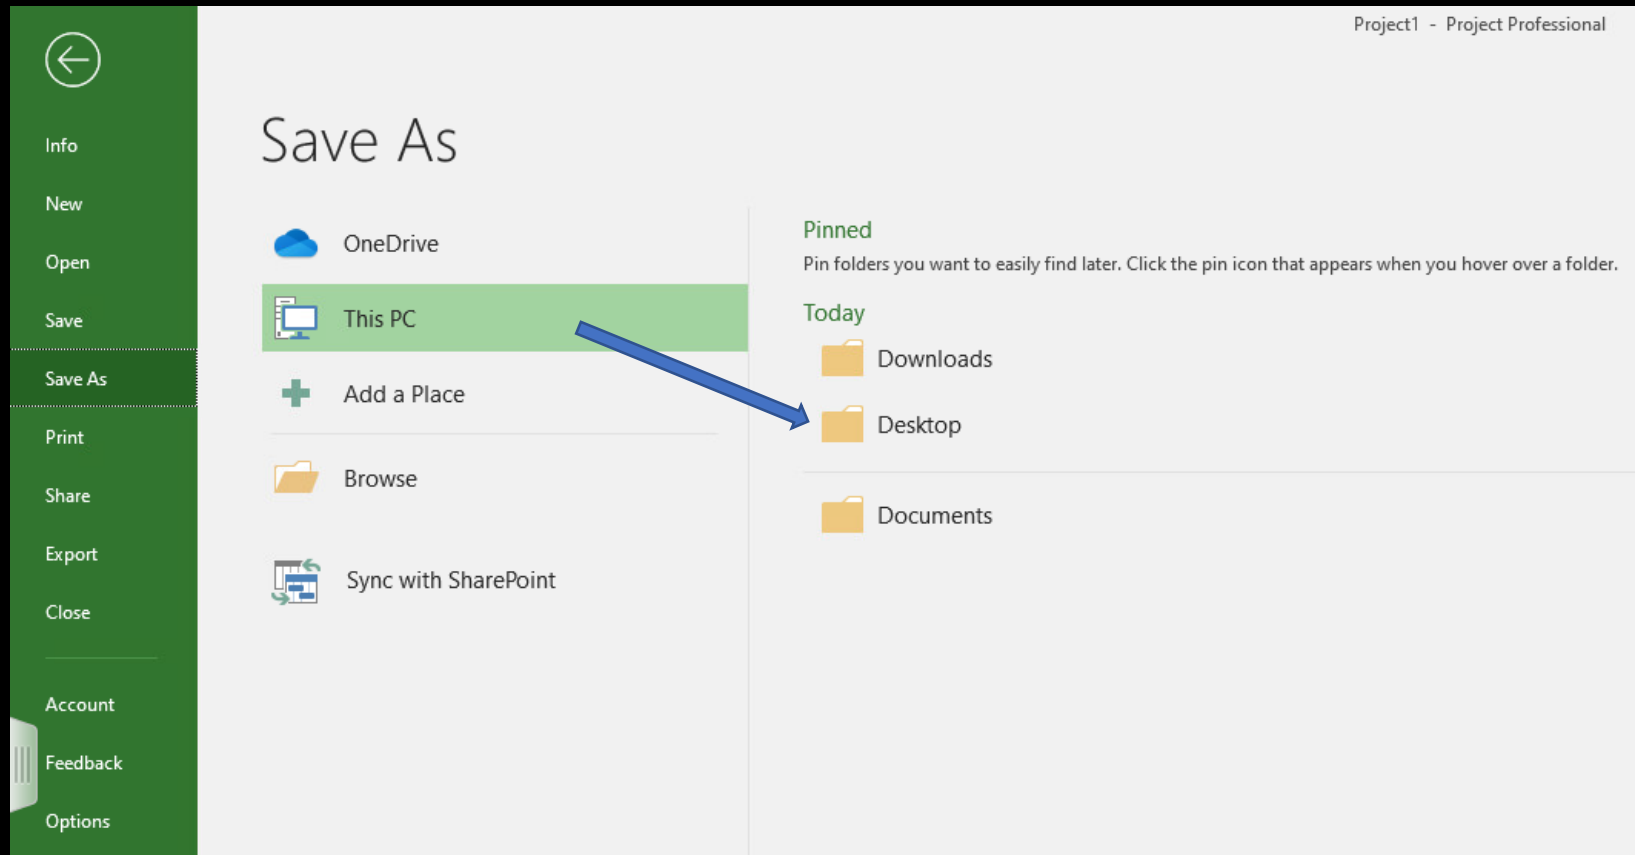 Project1 - Project Professional
Info
New
Open
Save
Save As
Print
Share
Export
Close
Account
Feedback
Options
Save As
OneDrive
This PC
Add a Place
Browse
Sync with SharePoint
Pinned
Pin folders you want to easily find later. Click the pin icon that appears when you hover over a folder.
Today
Downloads
Desktop
Documents